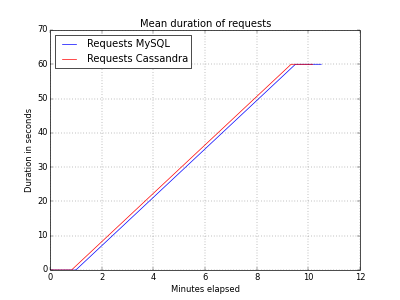 Mean duration of requests
Requests MySQL
Requests Cassandra
Duration in seconds
70
60
50
40
30
20
10
0
0 2 4 6 8 10 12
Minutes elapsed